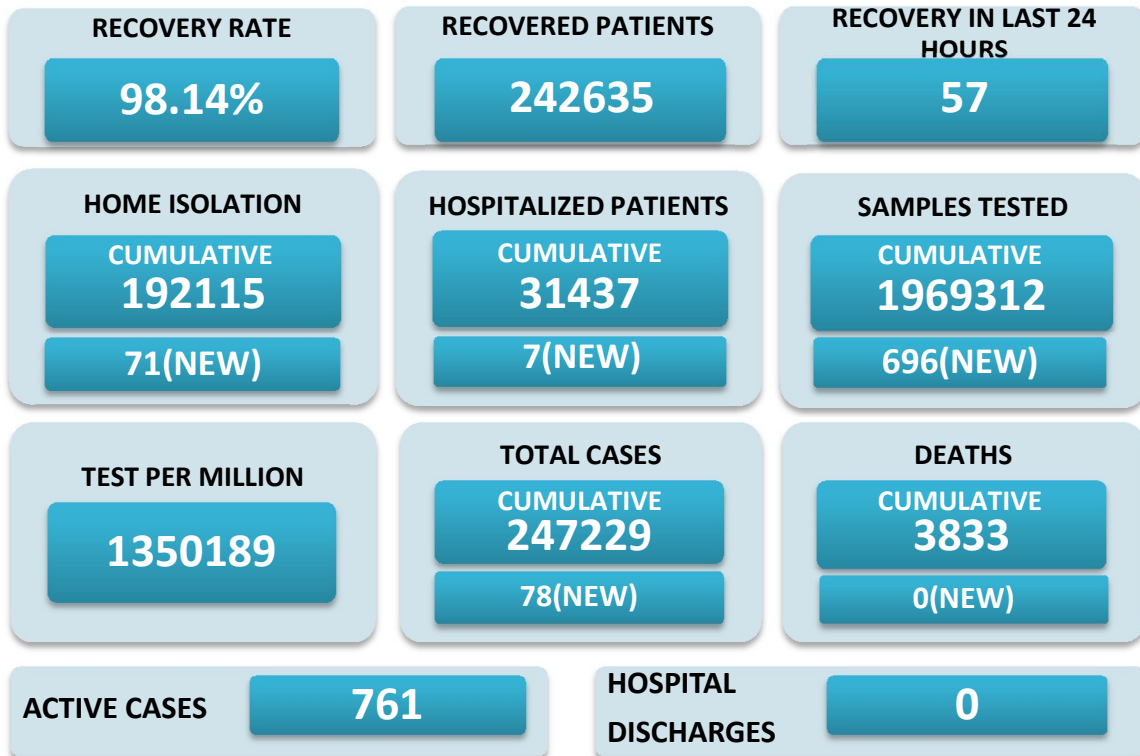 RECOVERY RATE
98.14%
RECOVERED PATIENTS
242635
RECOVERY IN LAST 24
HOURS
57
HOME ISOLATION
CUMULATIVE
192115
71(NEW)
HOSPITALIZED PATIENTS
CUMULATIVE
31437
7(NEW)
SAMPLES TESTED
CUMULATIVE
1969312
696(NEW)
TEST PER MILLION
1350189
TOTAL CASES
CUMULATIVE
247229
78(NEW)
DEATHS
CUMULATIVE
3833
0(NEW)
ACTIVE CASES
761
HOSPITAL
DISCHARGES
0